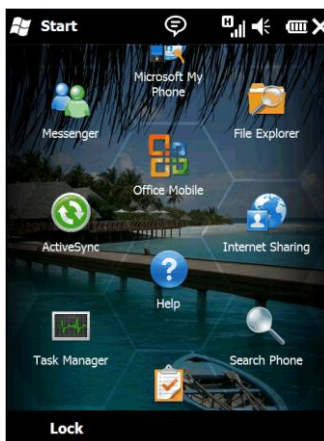 Start
H
Microsoft My
Phone
Messenger
File Explorer
Office Mobile
ActiveSync
Internet Sharing
Help
Task Manager
Search Phone
Lock